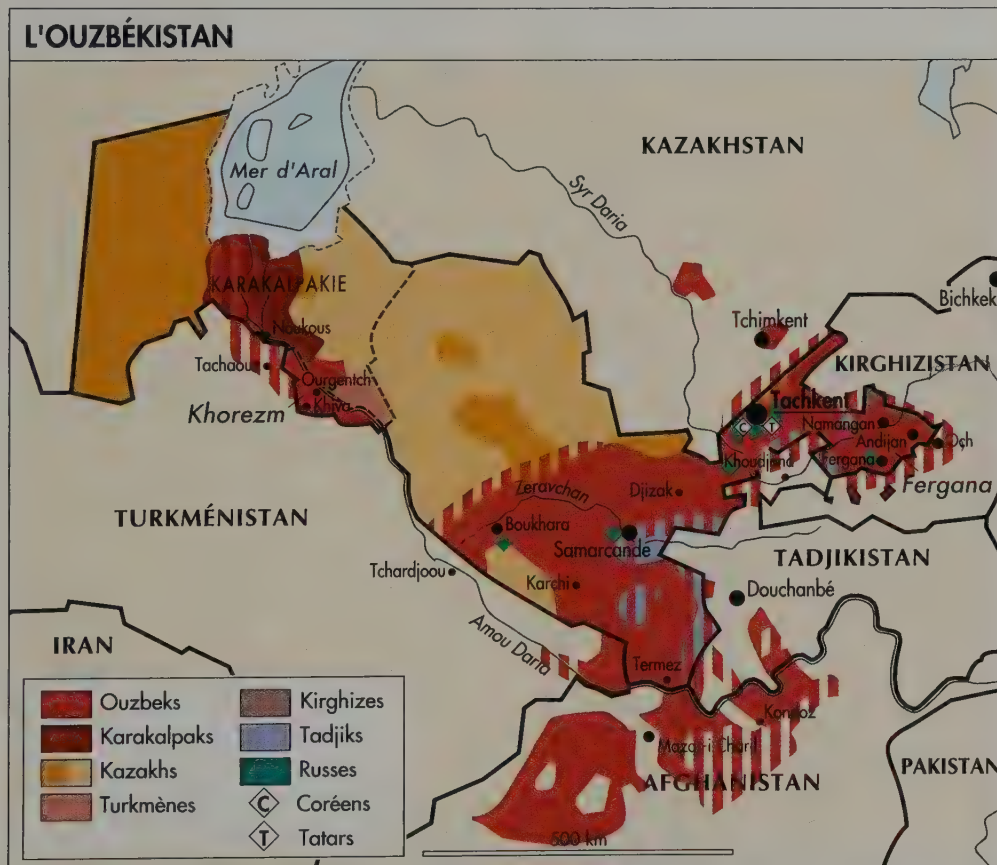 L'OUZBÉKISTAN
Mer d'Aral
KAZAKHSTAN
Syr Daria
KARAKALPAKIE
Noukous
Bichkek
Tchimkent
KIRGHIZISTAN
Tachaouz
Ourgentch
Khorezm
Khiva
Tachkent
C
T
Namangan
Andijan
Och
Khoudjand
Fergana
Fergana
Zeravchan
Djizak
TURKMÉNISTAN
Boukhara
Samarcande
TADJIKISTAN
Tchardjoou
Karchi
Douchanbé
Amou Daria
IRAN
Termez
Kondoz
Mazar-i Charif
AFGHANISTAN
PAKISTAN
Ouzbeks
Karakalpaks
Kazakhs
Turkmènes
Kirghizes
Tadjiks
Russes
C Coréens
T Tatars
500 km